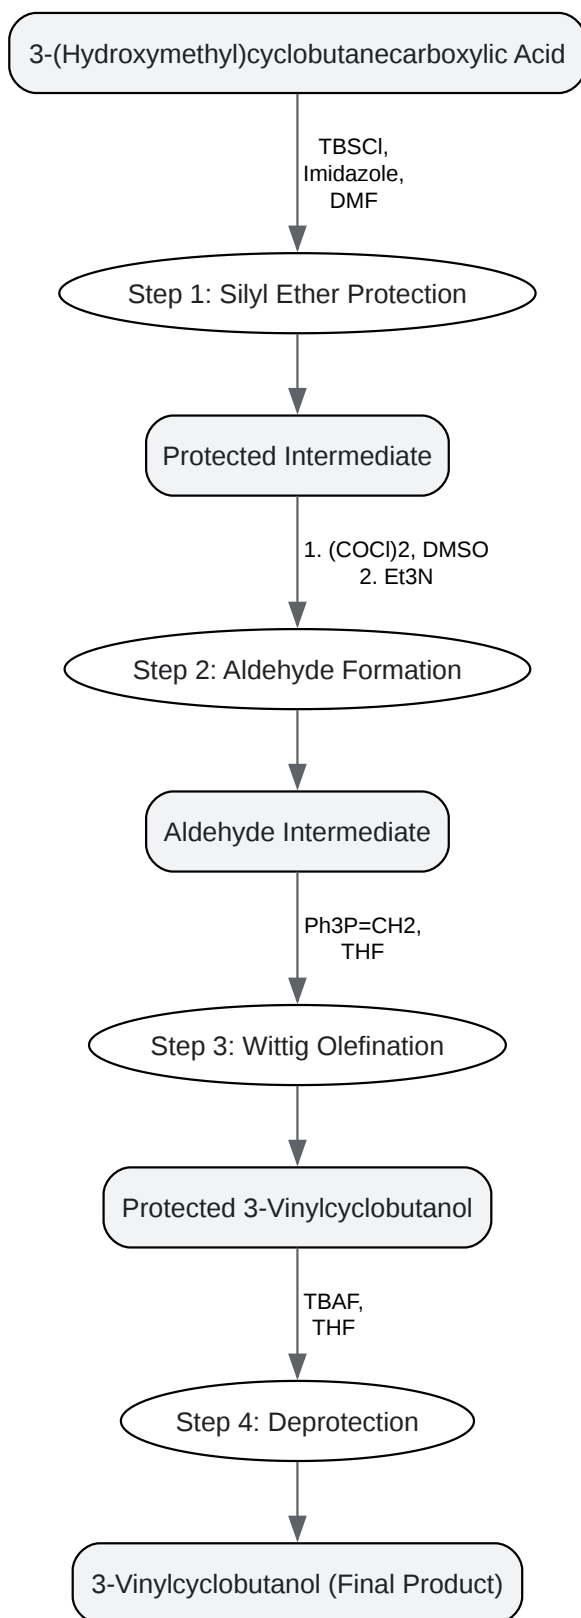 3-(Hydroxymethyl)cyclobutanecarboxylic Acid
TBSCl,
Imidazole,
DMF
Step 1: Silyl Ether Protection
Protected Intermediate
1. (COCl)2, DMSO
2. Et3N
Step 2: Aldehyde Formation
Aldehyde Intermediate
Ph3P=CH2,
THF
Step 3: Wittig Olefination
Protected 3-Vinylcyclobutanol
TBAF,
THF
Step 4: Deprotection
3-Vinylcyclobutanol (Final Product)